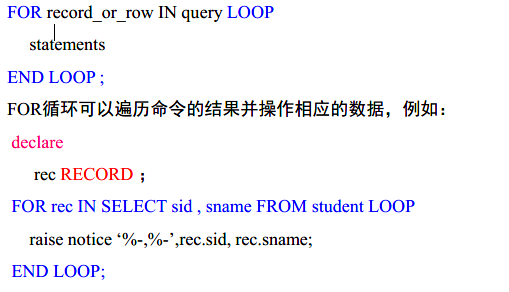 FOR record_or_row IN query LOOP
statements
END LOOP ;
FOR循环可以遍历命令的结果并操作相应的数据，例如：
declare
rec RECORD ；
FOR rec IN SELECT sid , sname FROM student LOOP
raise notice ‘%-,%-’,rec.sid, rec.sname;
END LOOP;